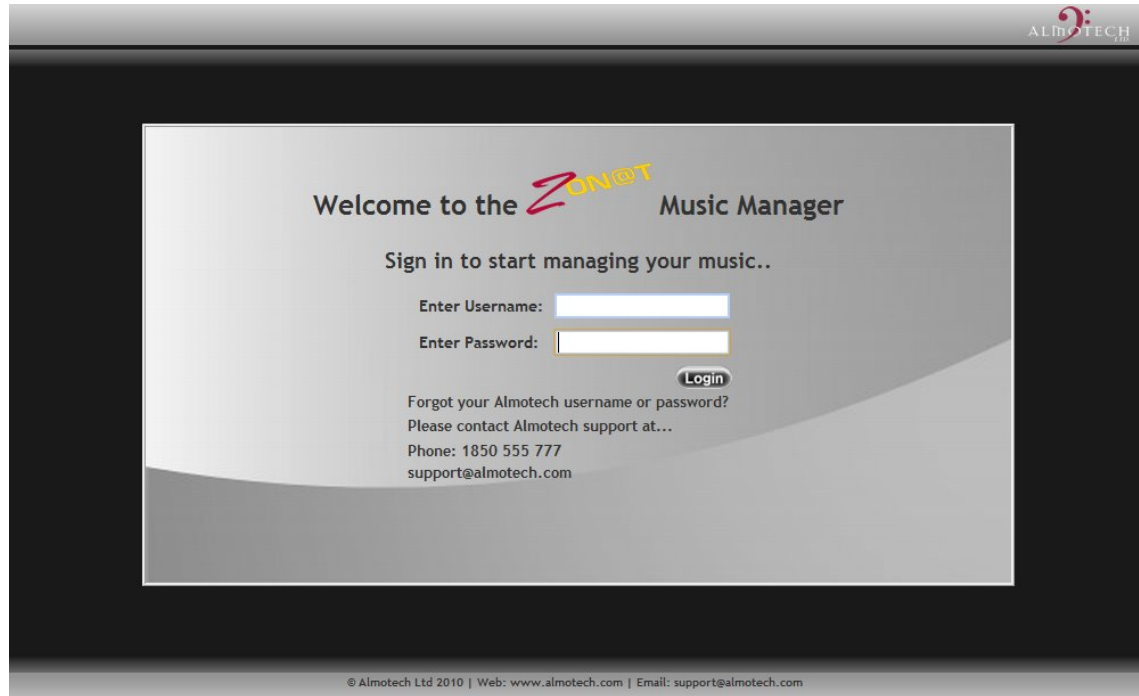 ALMOTECH LTD
Welcome to the ZON@T Music Manager
Sign in to start managing your music..
Enter Username:
Enter Password:
Login
Forgot your Almotech username or password?
Please contact Almotech support at...
Phone: 1850 555 777
support@almotech.com
© Almotech Ltd 2010 | Web: www.almotech.com | Email: support@almotech.com